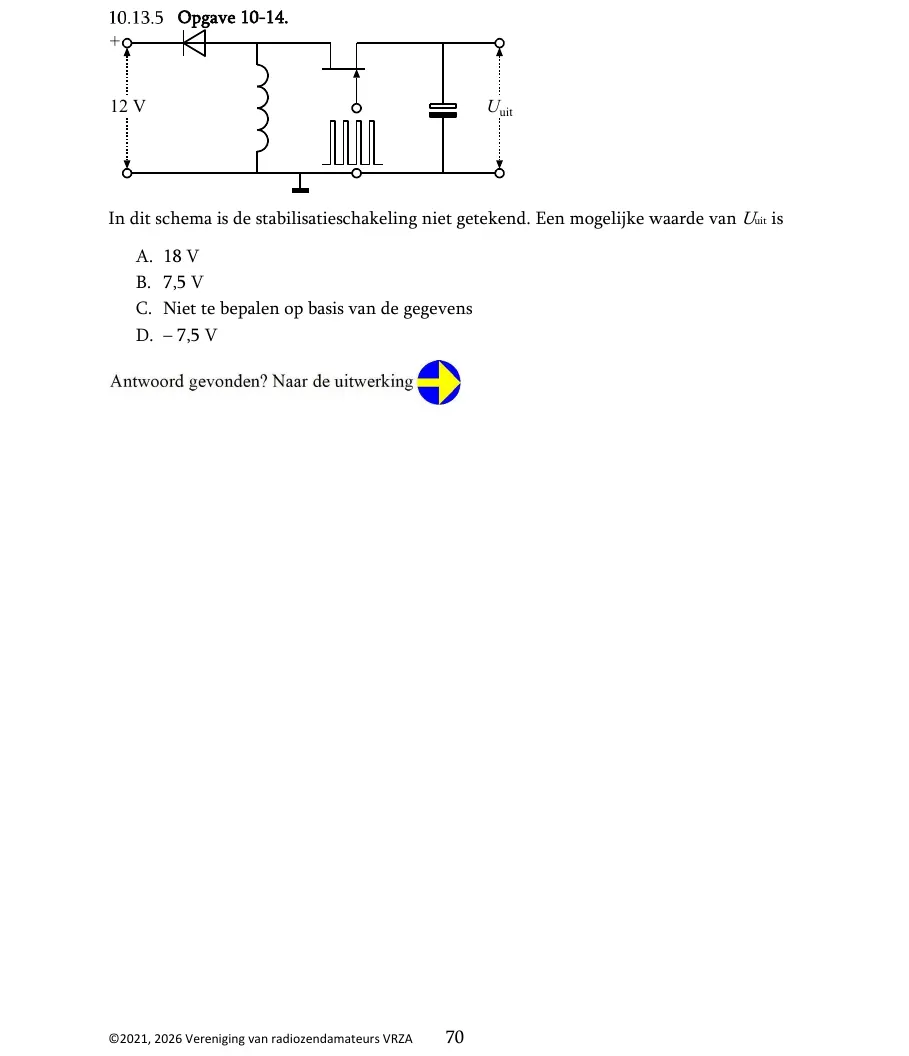 10.13.5 Opgave 10-14.
+
12 V
Uuit
In dit schema is de stabilisatieschakeling niet getekend. Een mogelijke waarde van Uuit is
A. 18 V
B. 7,5 V
C. Niet te bepalen op basis van de gegevens
D. – 7,5 V
Antwoord gevonden? Naar de uitwerking
©2021, 2026 Vereniging van radiozendamateurs VRZA 70